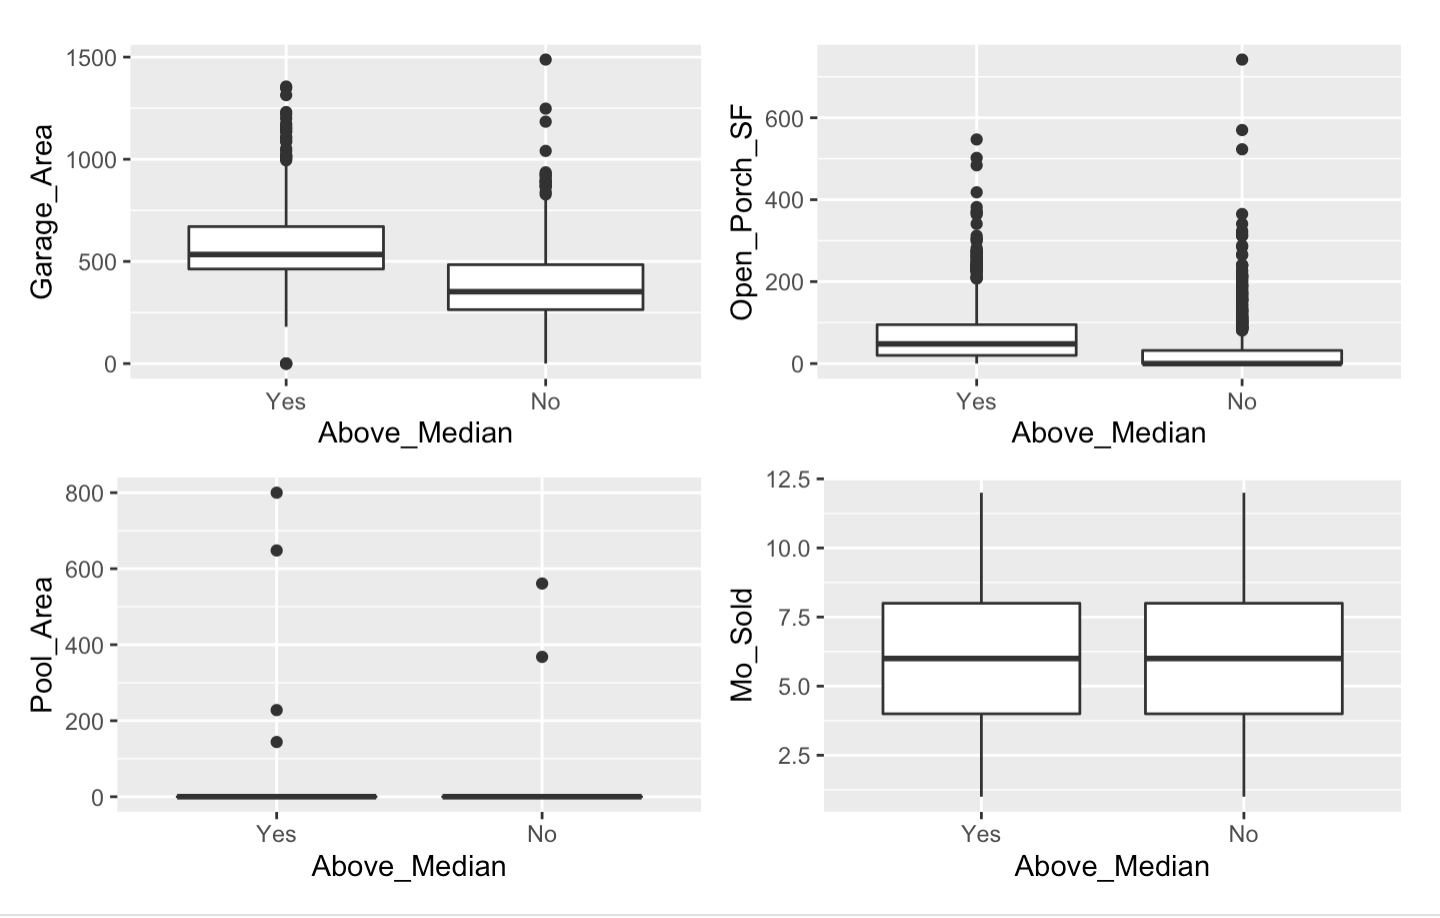 Garage_Area
1500
1000
500
0
Yes
No
Above_Median
Open_Porch_SF
600
400
200
0
Yes
No
Above_Median
Pool_Area
800
600
400
200
0
Yes
No
Above_Median
Mo_Sold
12.5
10.0
7.5
5.0
2.5
Yes
No
Above_Median